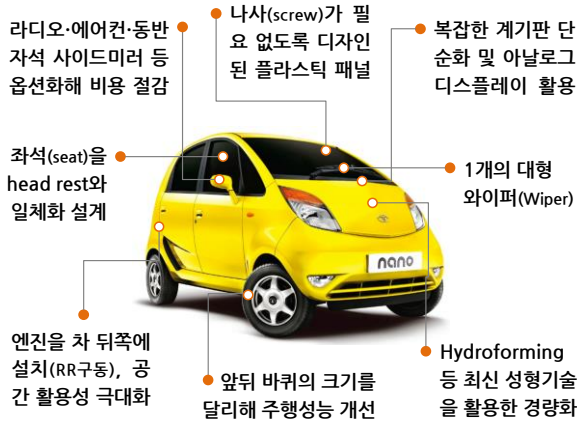 라디오·에어컨·동반
자석 사이드미러 등
옵션화해 비용 절감
나사(screw)가 필
요 없도록 디자인
된 플라스틱 패널
복잡한 계기판 단
순화 및 아날로그
디스플레이 활용
좌석(seat)을
head rest와
일체화 설계
1개의 대형
와이퍼(Wiper)
nano
엔진을 차 뒤쪽에
설치(RR구동), 공
간 활용성 극대화
앞뒤 바퀴의 크기를
달리해 주행성능 개선
Hydroforming
등 최신 성형기술
을 활용한 경량화